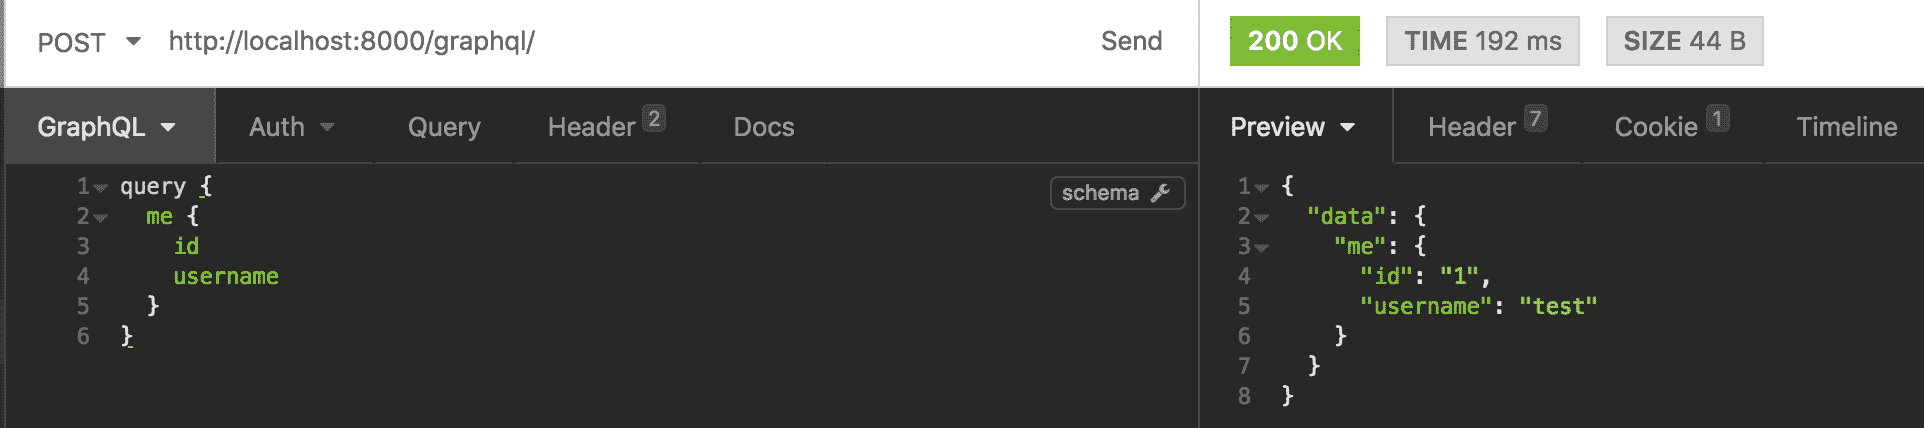 POST http://localhost:8000/graphql/ Send 200 OK TIME 192 ms SIZE 44 B
GraphQL Auth Query Header 2 Docs Preview Header 7 Cookie 1 Timeline
schema
1 query {
2 me {
3 id
4 username
5 }
6 }
1 {
2 "data": {
3 "me": {
4 "id": "1",
5 "username": "test"
6 }
7 }
8 }